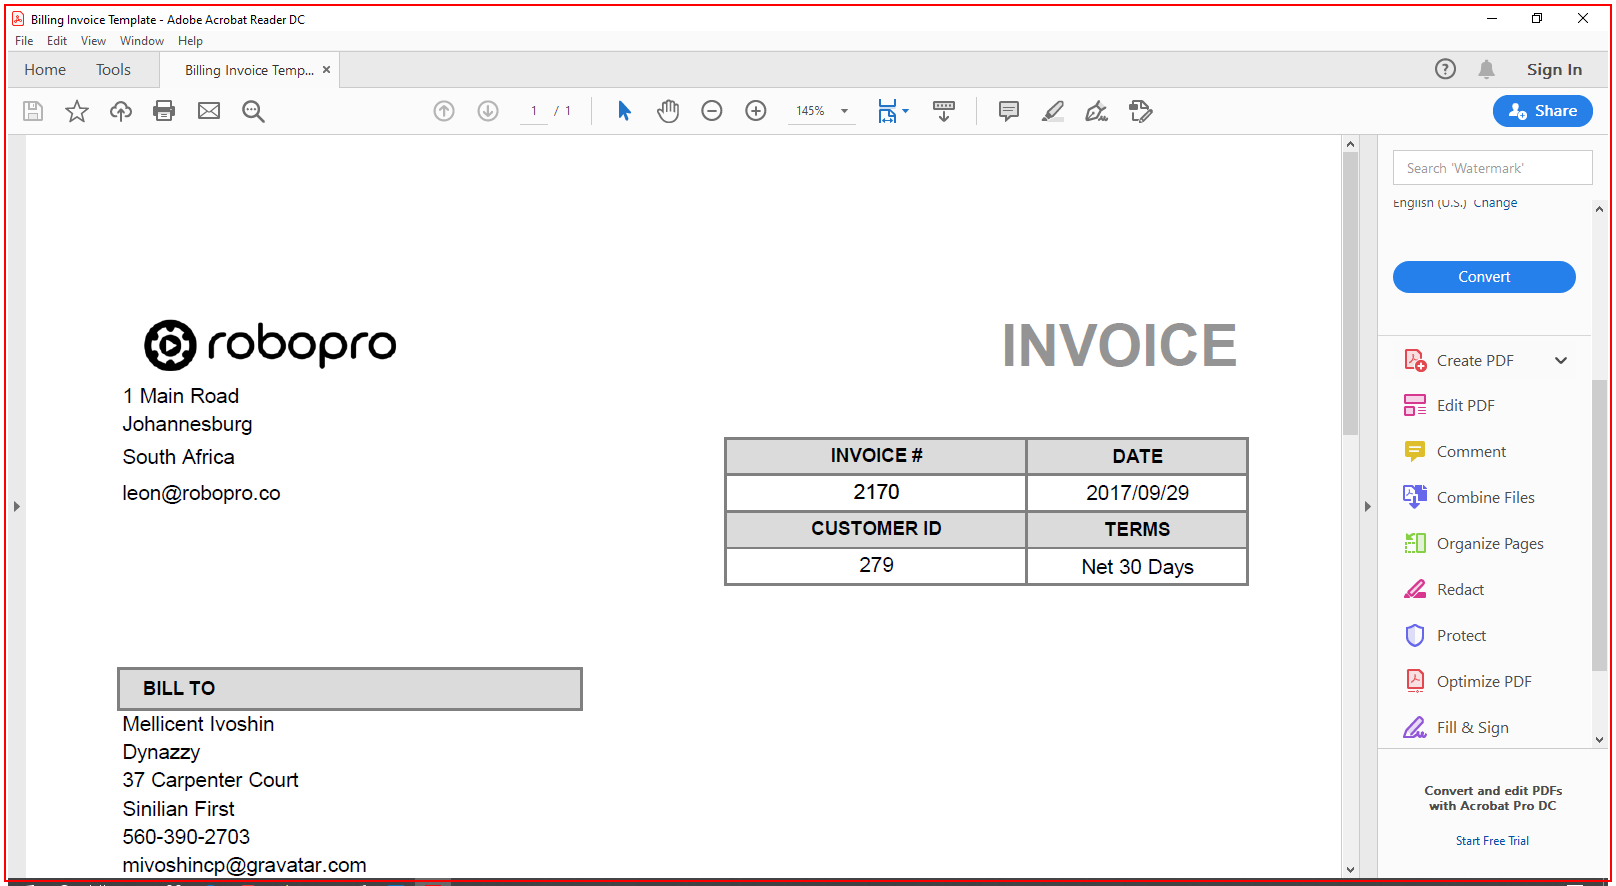 Billing Invoice Template - Adobe Acrobat Reader DC
File Edit View Window Help
Home Tools Billing Invoice Temp... × Sign In
1 / 1 145% Share
Search 'Watermark'
English (U.S.) Change
Convert
robopro INVOICE
1 Main Road
Johannesburg
South Africa
leon@robopro.co
INVOICE # DATE
2170 2017/09/29
CUSTOMER ID TERMS
279 Net 30 Days
BILL TO
Mellicent Ivoshin
Dynazzy
37 Carpenter Court
Sinilian First
560-390-2703
mivoshincp@gravatar.com
Create PDF
Edit PDF
Comment
Combine Files
Organize Pages
Redact
Protect
Optimize PDF
Fill & Sign
Convert and edit PDFs
with Acrobat Pro DC
Start Free Trial